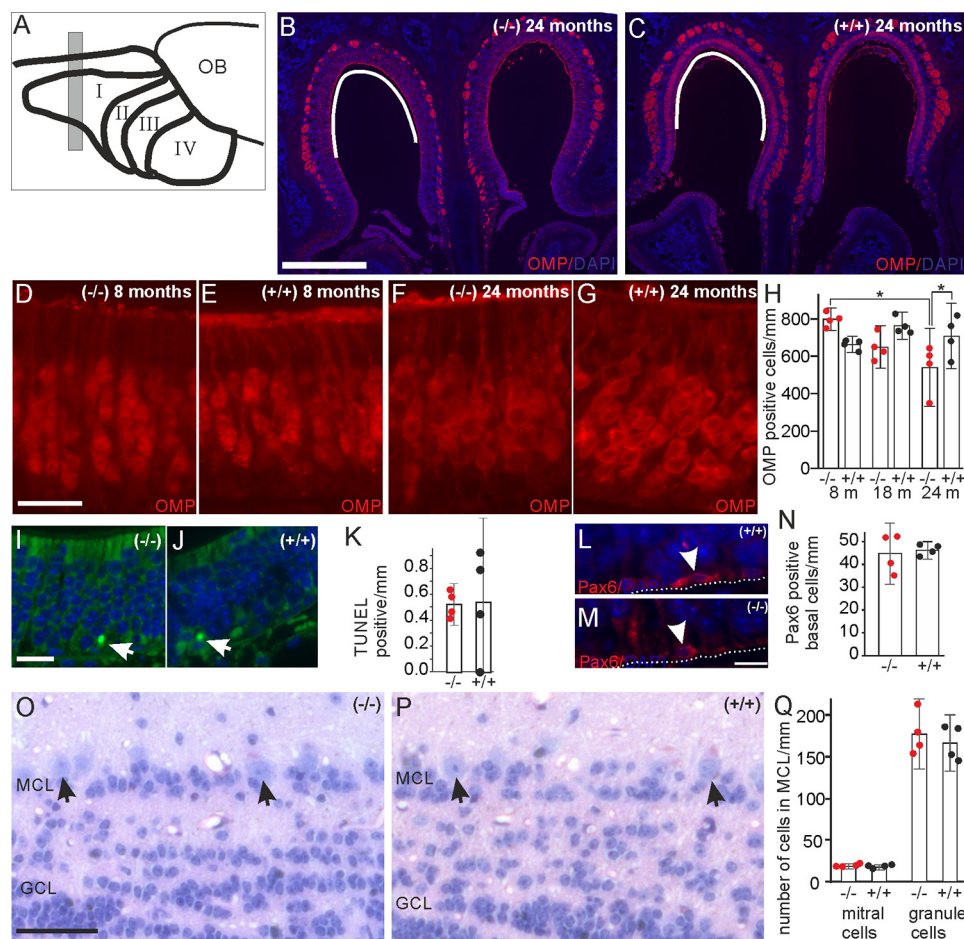 A
OB
I
II
III
IV
B
(-/-) 24 months
OMP/DAPI
C
(+/+) 24 months
OMP/DAPI
D
(-/-) 8 months
OMP
E
(+/+) 8 months
OMP
F
(-/-) 24 months
OMP
G
(+/+) 24 months
OMP
H
OMP positive cells/mm
800
600
400
200
0
*
*
-/- +/+ -/- +/+ -/- +/+
8 m 18 m 24 m
I
(-/-)
J
(+/+)
K
TUNEL
positive/mm
0.8
0.6
0.4
0.2
0.0
-/- +/+
L
(+/+)
Pax6/DAPI
M
(-/-)
Pax6/DAPI
N
Pax6 positive
basal cells/mm
50
40
30
20
10
0
-/- +/+
O
(-/-)
MCL
GCL
P
(+/+)
MCL
GCL
Q
number of cells in MCL/mm
200
150
100
50
0
-/- +/+ -/- +/+
mitral granule
cells cells